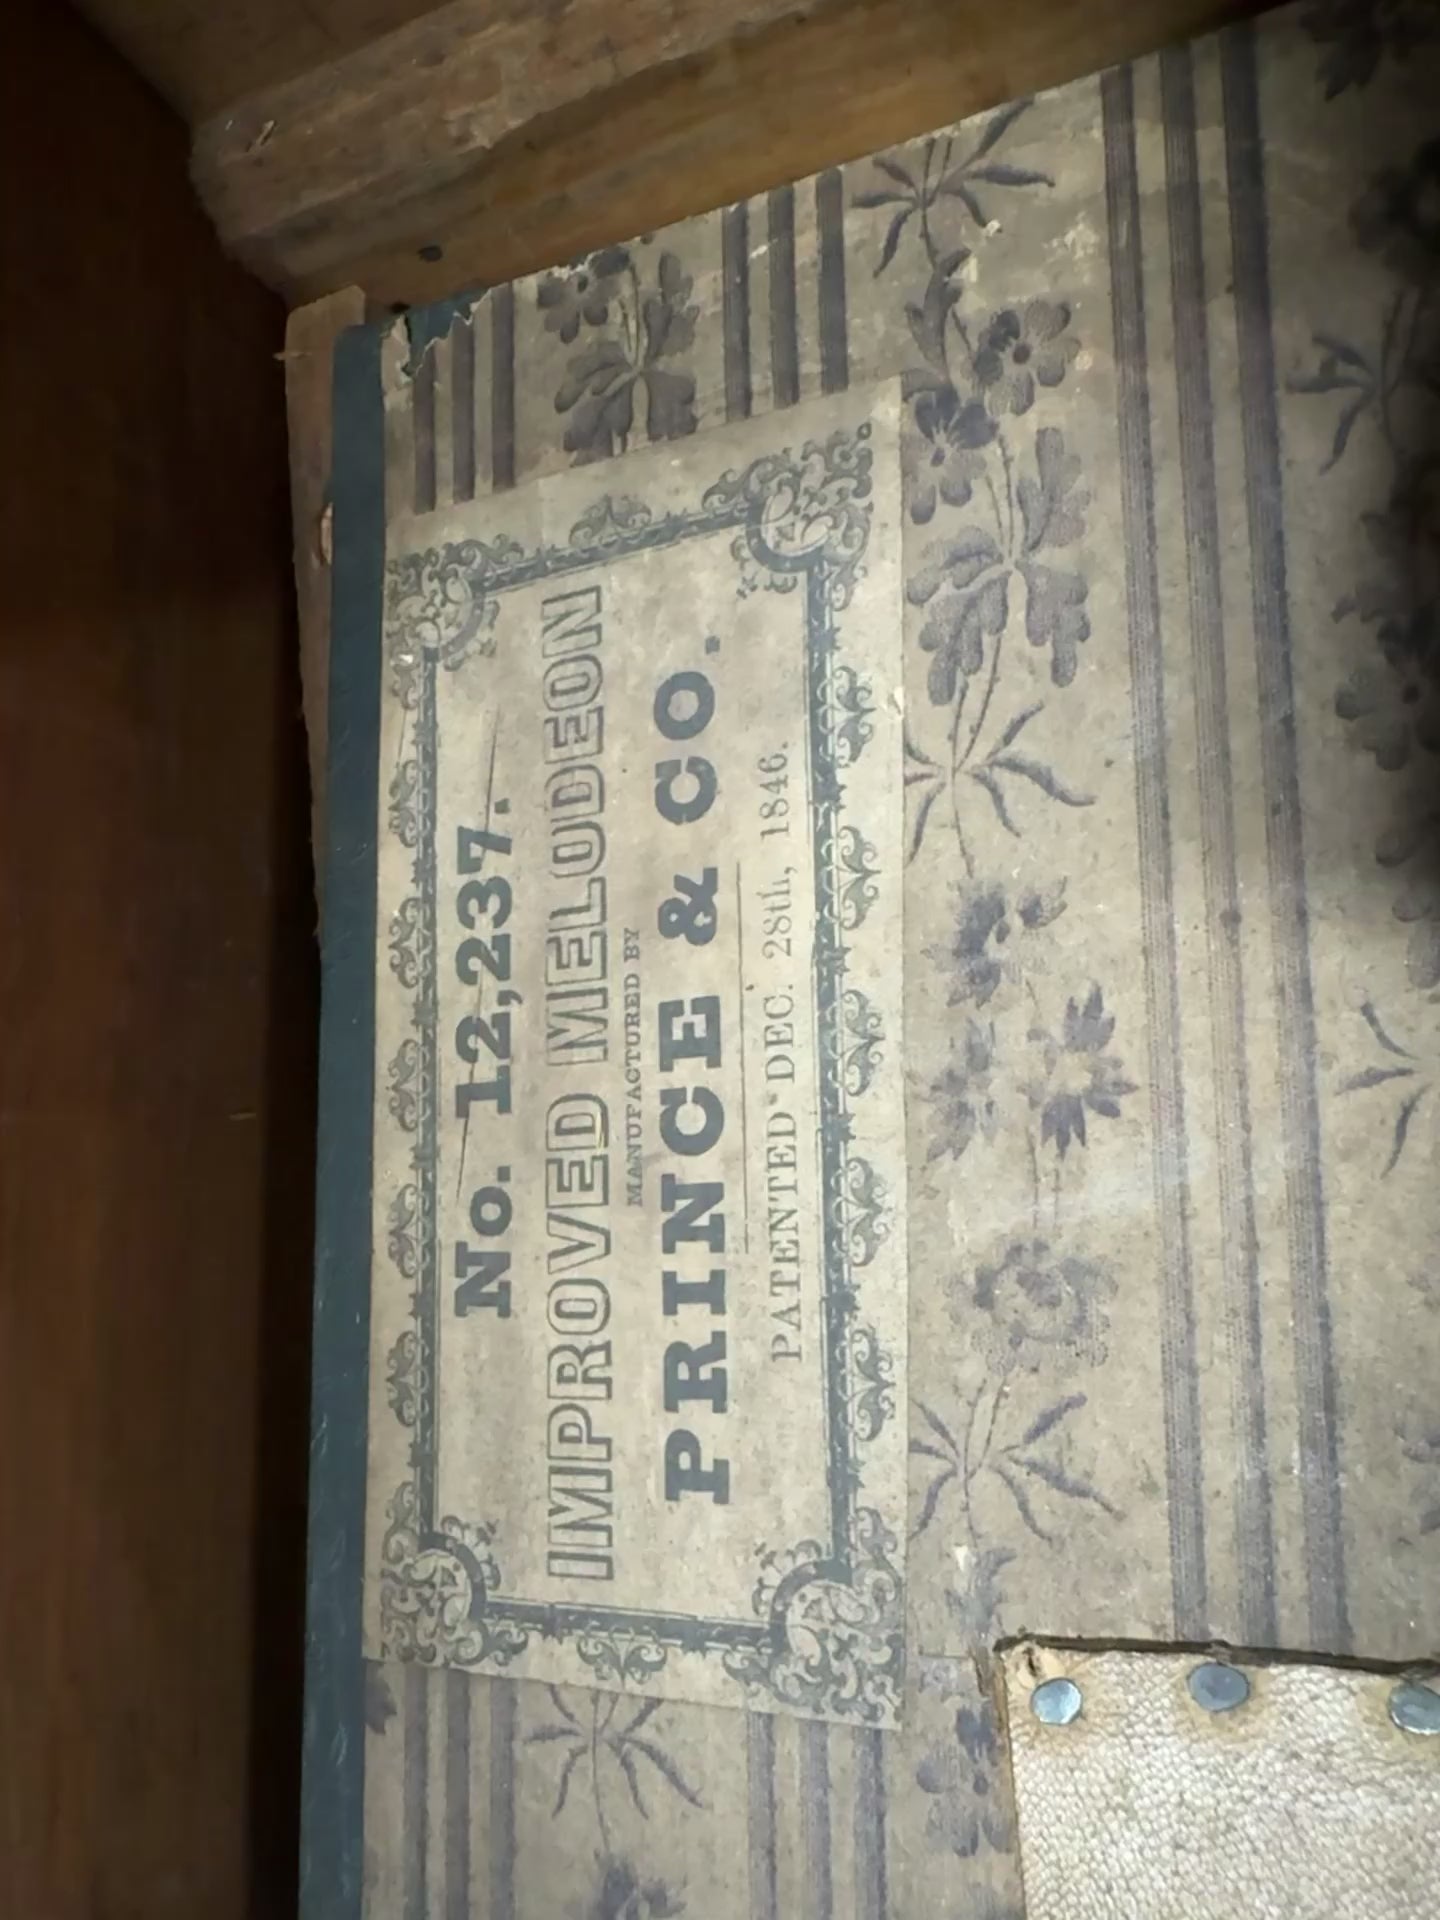 No. 12,237.
IMPROVED MELODEON
MANUFACTURED BY
PRINCE & CO.
PATENTED DEC. 28th, 1846.